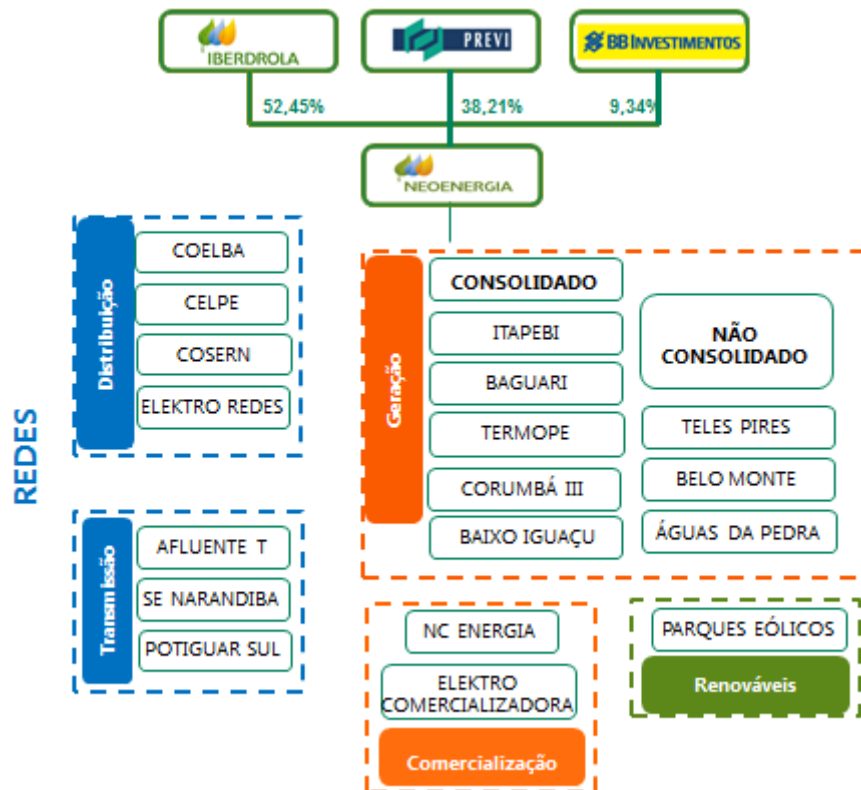 IBERDROLA
PREVI
BB INVESTIMENTOS
52,45%
38,21%
9,34%
NEOENERGIA
REDES
Distribuição
COELBA
CELPE
COSERN
ELEKTRO REDES
Transmissão
AFLUENTE T
SE NARANDIBA
POTIGUAR SUL
Geração
CONSOLIDADO
ITAPEBI
BAGUARI
TERMOPE
CORUMBÁ III
BAIXO IGUAÇU
NÃO
CONSOLIDADO
TELES PIRES
BELO MONTE
ÁGUAS DA PEDRA
NC ENERGIA
ELEKTRO
COMERCIALIZADORA
Comercialização
PARQUES EÓLICOS
Renováveis